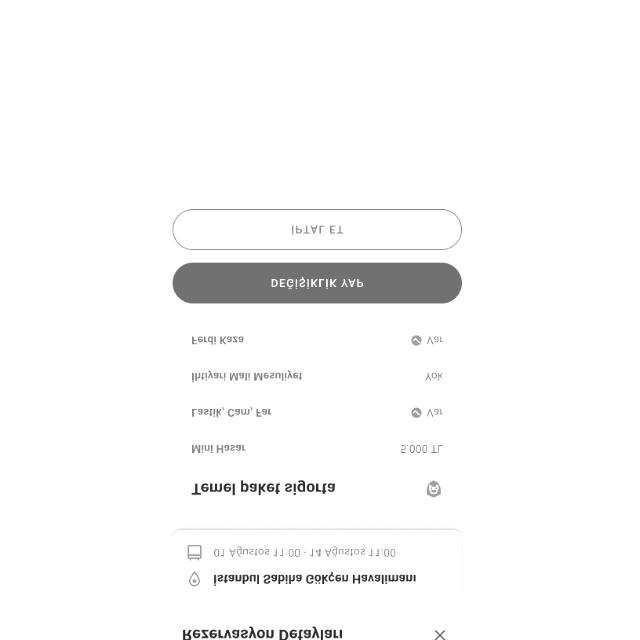 Rezervasyon Detayları
İstanbul Sabiha Gökçen Havalimanı
01 Ağustos 11:00 - 14 Ağustos 11:00
Temel paket sigorta
Mini Hasar 5.000 TL
Lastik, Cam, Far Var
İhtiyari Mali Mesuliyet Yok
Ferdi Kaza Var
DEĞİŞİKLİK YAP
İPTAL ET